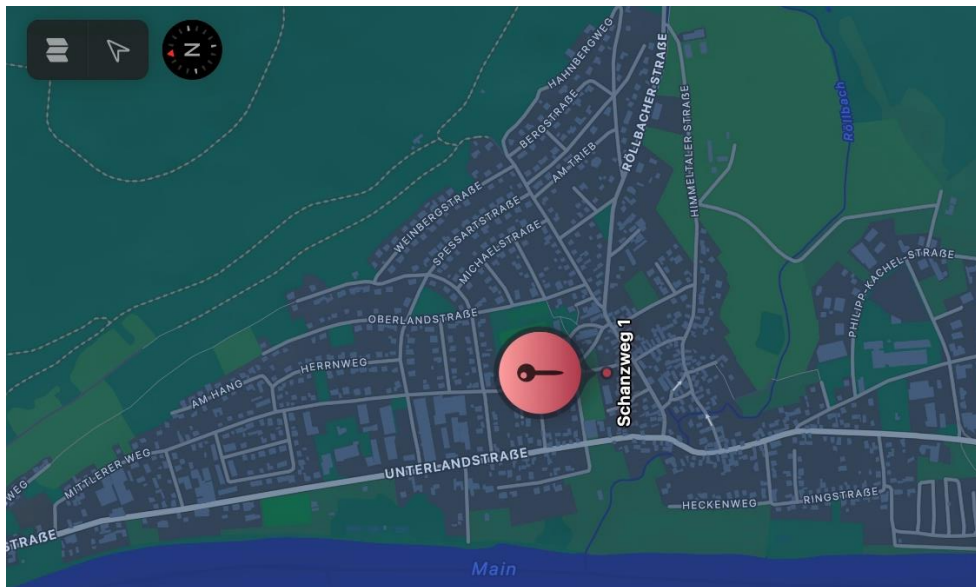 N
HAHNBERGWEG
BERGSTRAßE
AM TRIEB
RÖLLBACHER-STRAßE
HIMMELTALER-STRAßE
Röllbach
WEINBERGSTRAßE
SPESSARTSTRAßE
MICHAELSTRAßE
PHILIPP-KACHEL-STRAßE
OBERLANDSTRAßE
Schanzweg 1
HERRNWEG
AM HANG
MITTLERER WEG
UNTERLANDSTRAßE
WEG
HECKENWEG
RINGSTRAßE
STRAßE
Main